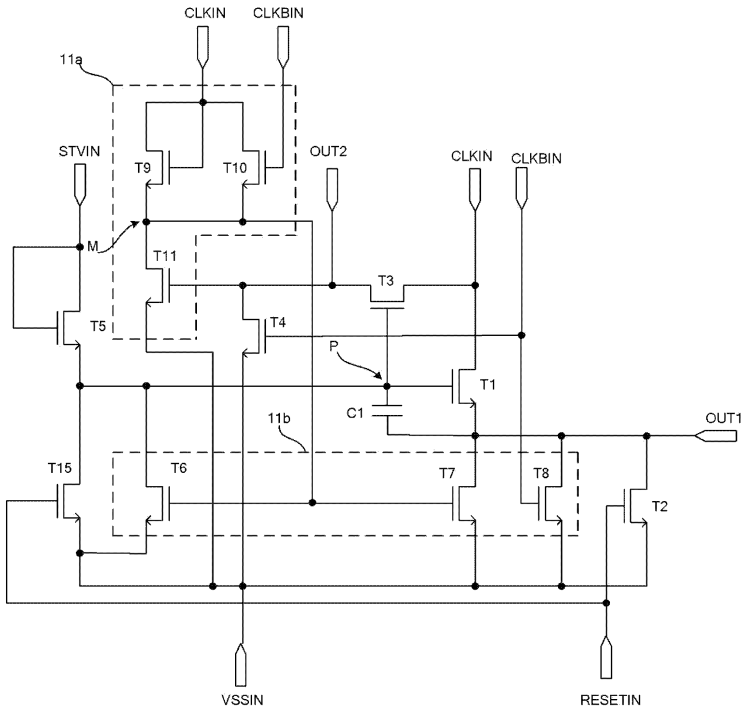 CLKIN
CLKBIN
11a
STVIN
T9
T10
OUT2
CLKIN
CLKBIN
M
T11
T3
T5
T4
P
T1
C1
OUT1
11b
T15
T6
T7
T8
T2
VSSIN
RESETIN